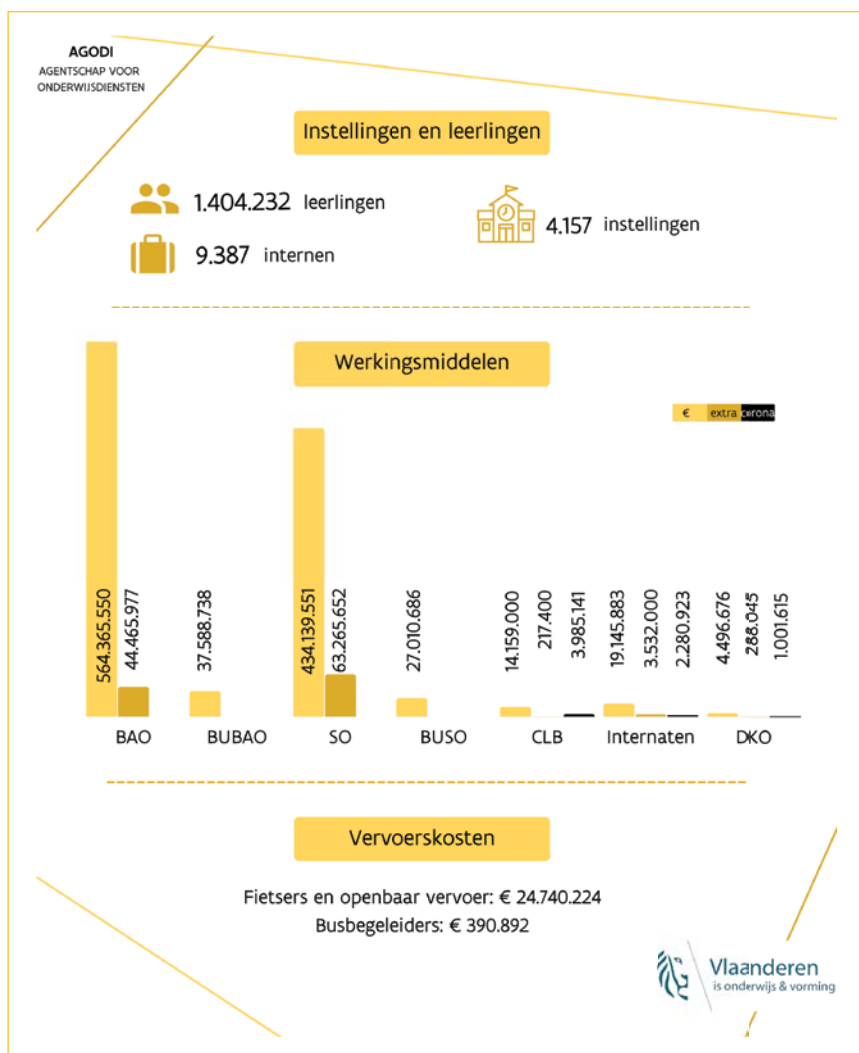 AGODI
AGENTSCHAP VOOR
ONDERWIJSDIENSTEN
Instellingen en leerlingen
1.404.232 leerlingen
4.157 instellingen
9.387 internen
Werkingsmiddelen
€ extra corona
564.365.550
44.465.977
37.588.738
434.139.551
63.265.652
27.010.686
14.159.000
217.400
3.985.141
19.145.883
3.532.000
2.280.923
4.496.676
288.045
1.001.615
BAO BUBAO SO BUSO CLB Internaten DKO
Vervoerskosten
Fietsers en openbaar vervoer: € 24.740.224
Busbegeleiders: € 390.892
Vlaanderen
is onderwijs & vorming